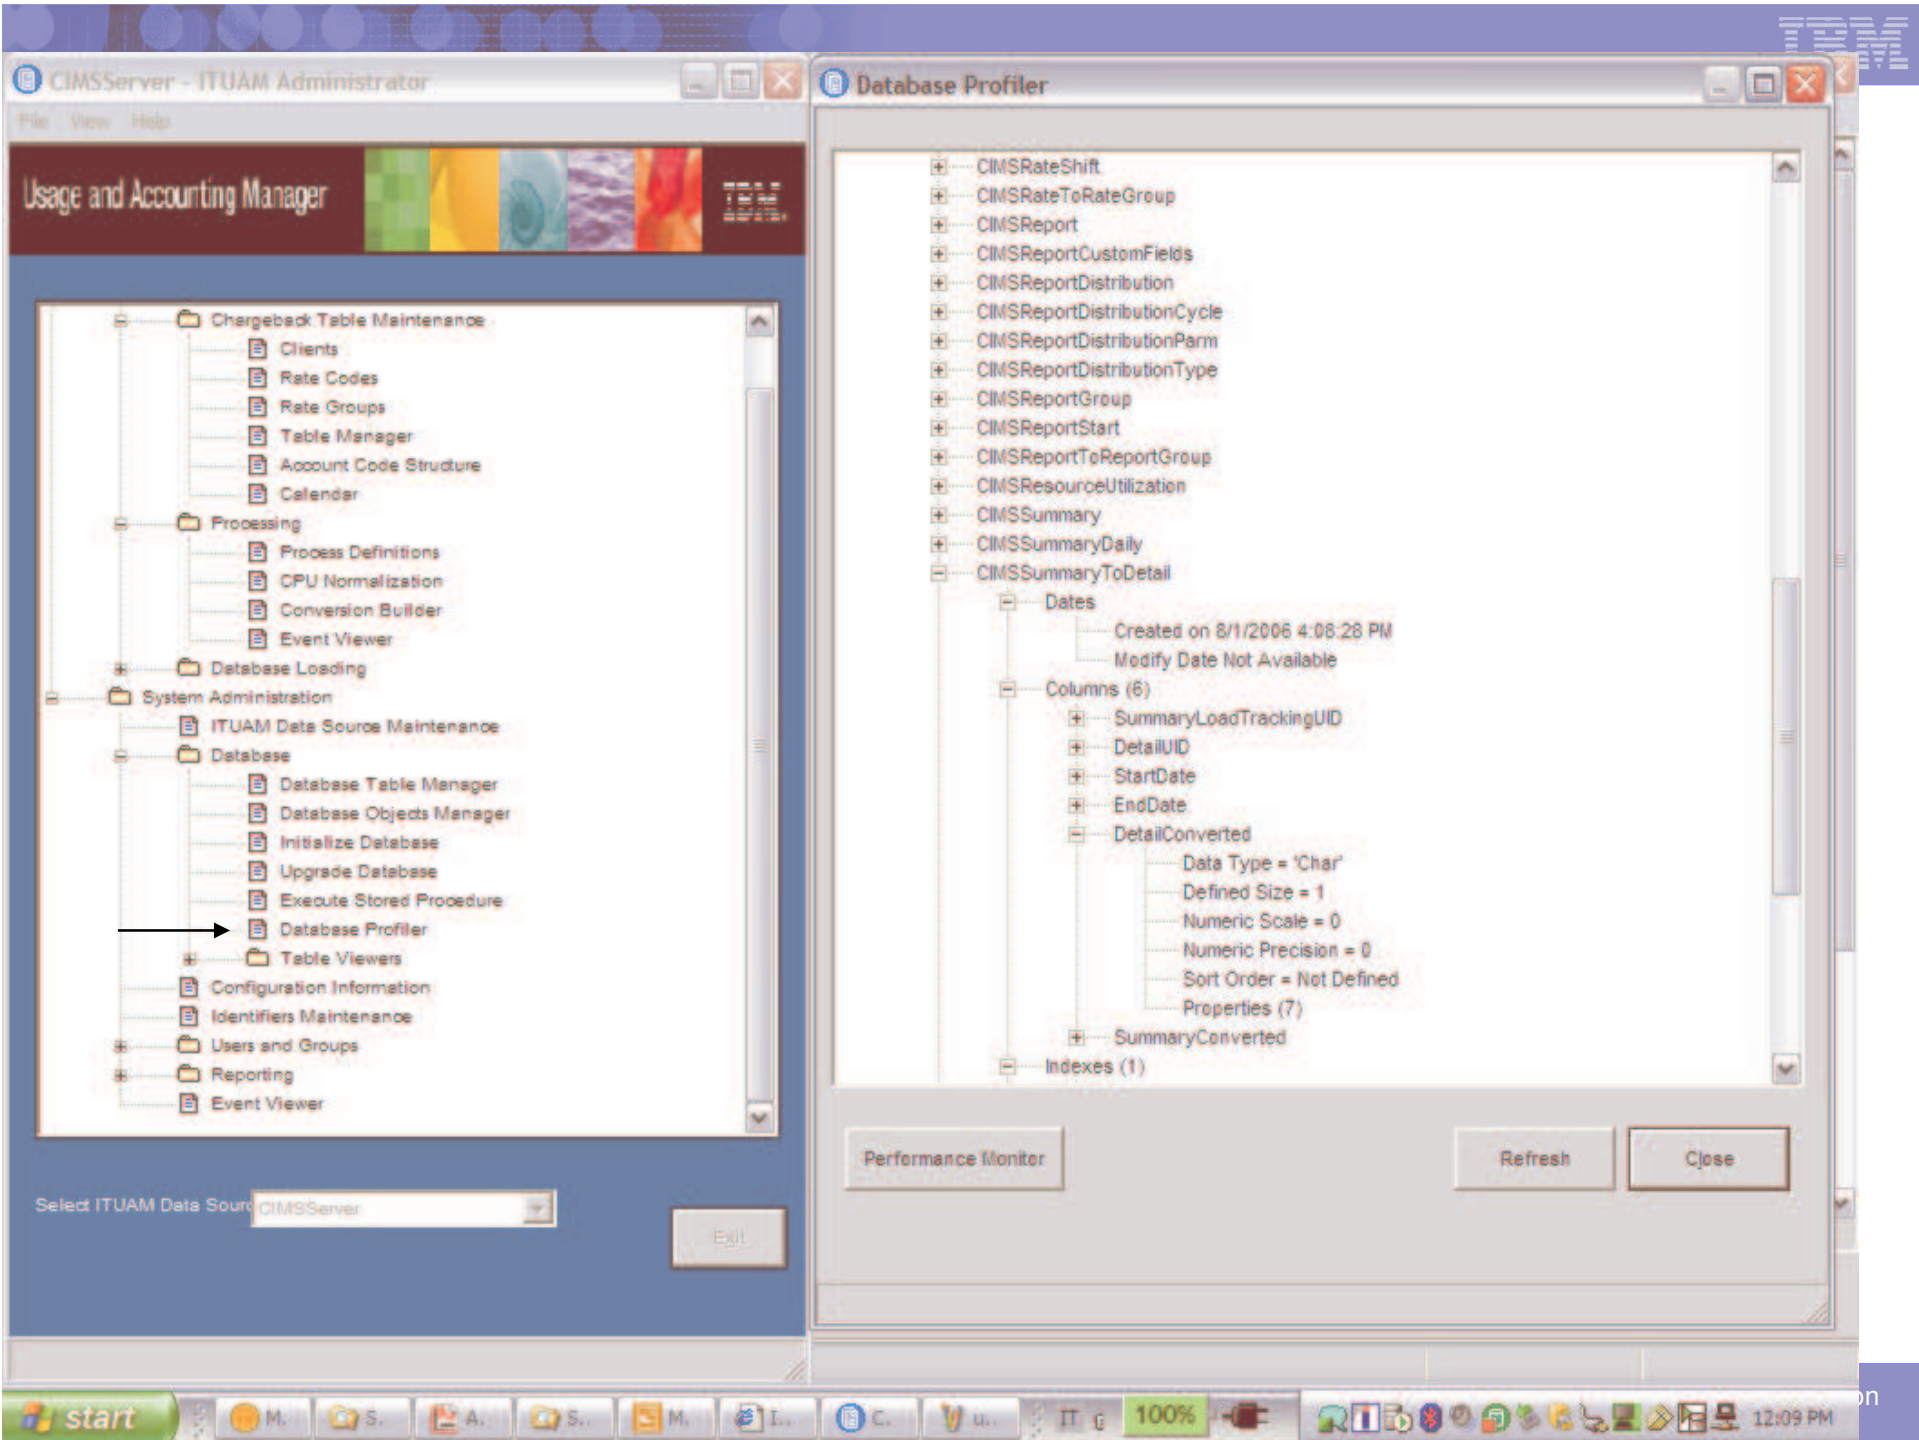 IBM
CIMSServer - ITUAM Administrator
File View Help
Usage and Accounting Manager
IBM.
Chargeback Table Maintenance
Clients
Rate Codes
Rate Groups
Table Manager
Account Code Structure
Calendar
Processing
Process Definitions
CPU Normalization
Conversion Builder
Event Viewer
Database Loading
System Administration
ITUAM Data Source Maintenance
Database
Database Table Manager
Database Objects Manager
Initialize Database
Upgrade Database
Execute Stored Procedure
Database Profiler
Table Viewers
Configuration Information
Identifiers Maintenance
Users and Groups
Reporting
Event Viewer
Select ITUAM Data Sourc
CIMSServer
Exit
Database Profiler
CIMSRateShift
CIMSRateToRateGroup
CIMSReport
CIMSReportCustomFields
CIMSReportDistribution
CIMSReportDistributionCycle
CIMSReportDistributionParm
CIMSReportDistributionType
CIMSReportGroup
CIMSReportStart
CIMSReportToReportGroup
CIMSResourceUtilization
CIMSSummary
CIMSSummaryDaily
CIMSSummaryToDetail
Dates
Created on 8/1/2006 4:08:28 PM
Modify Date Not Available
Columns (6)
SummaryLoadTrackingUID
DetailUID
StartDate
EndDate
DetailConverted
Data Type = 'Char'
Defined Size = 1
Numeric Scale = 0
Numeric Precision = 0
Sort Order = Not Defined
Properties (7)
SummaryConverted
Indexes (1)
Performance Monitor
Refresh
Close
on
start
M.
S.
A.
S..
M.
I..
C.
u..
IT
100%
12:09 PM